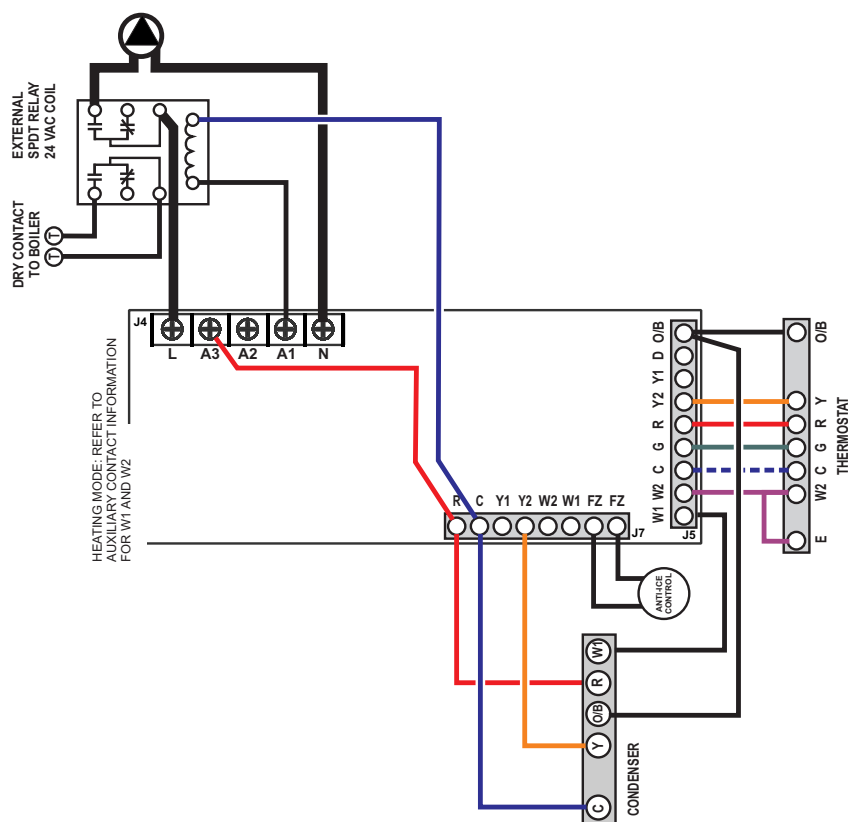 EXTERNAL
SPDT RELAY
24 VAC COIL
DRY CONTACT
TO BOILER
T
T
J4
L
A3
A2
A1
N
HEATING MODE: REFER TO
AUXILIARY CONTACT INFORMATION
FOR W1 AND W2
O/B
D
Y1
Y2
R
G
C
W2
W1
J5
O/B
Y
R
G
C
W2
E
THERMOSTAT
R
C
Y1
Y2
W2
W1
FZ
FZ
J7
ANTI-ICE
CONTROL
W1
R
O/B
Y
C
CONDENSER